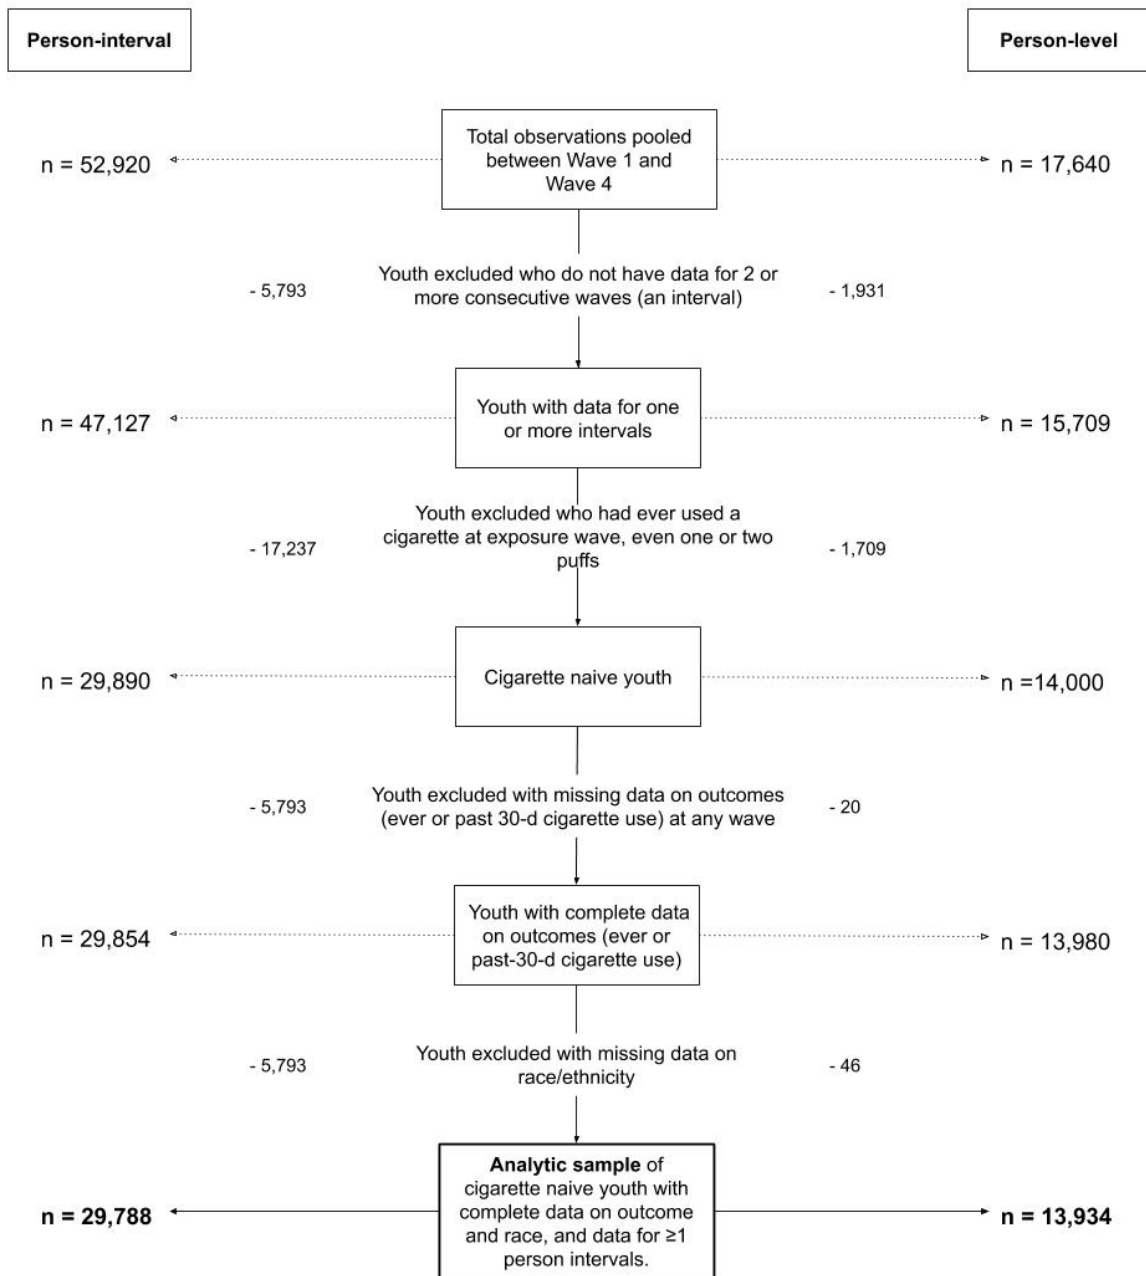 Person-interval
Person-level
Total observations pooled
between Wave 1 and
Wave 4
n = 52,920
n = 17,640
Youth excluded who do not have data for 2 or
more consecutive waves (an interval)
- 5,793
- 1,931
Youth with data for one
or more intervals
n = 47,127
n = 15,709
Youth excluded who had ever used a
cigarette at exposure wave, even one or two
puffs
- 17,237
- 1,709
Cigarette naive youth
n = 29,890
n =14,000
Youth excluded with missing data on outcomes
(ever or past 30-d cigarette use) at any wave
- 5,793
- 20
Youth with complete data
on outcomes (ever or
past-30-d cigarette use)
n = 29,854
n = 13,980
Youth excluded with missing data on
race/ethnicity
- 5,793
- 46
Analytic sample of
cigarette naive youth with
complete data on outcome
and race, and data for ≥1
person intervals.
n = 29,788
n = 13,934